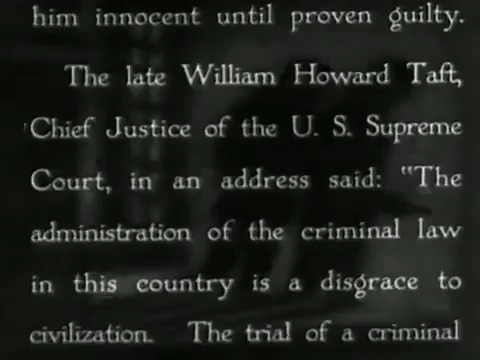 him innocent until proven guilty.
The late William Howard Taft,
Chief Justice of the U. S. Supreme
Court, in an address said: "The
administration of the criminal law
in this country is a disgrace to
civilization. The trial of a criminal